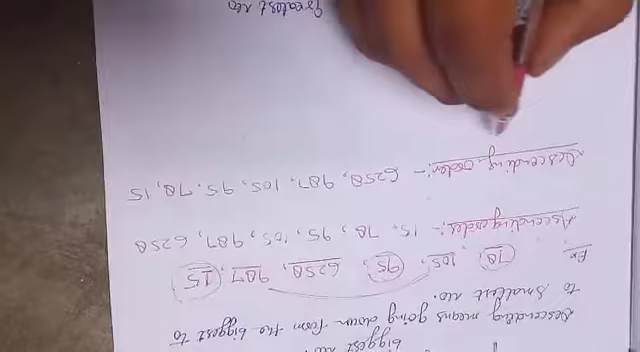 biggest no.
Descending means going down from the biggest to
to smallest no.
Ex. 78, 105, 95, 6258, 987, 15
Ascending order:- 15, 78, 95, 105, 987, 6258
Descending order:- 6258, 987, 105, 95, 78, 15
Greatest no